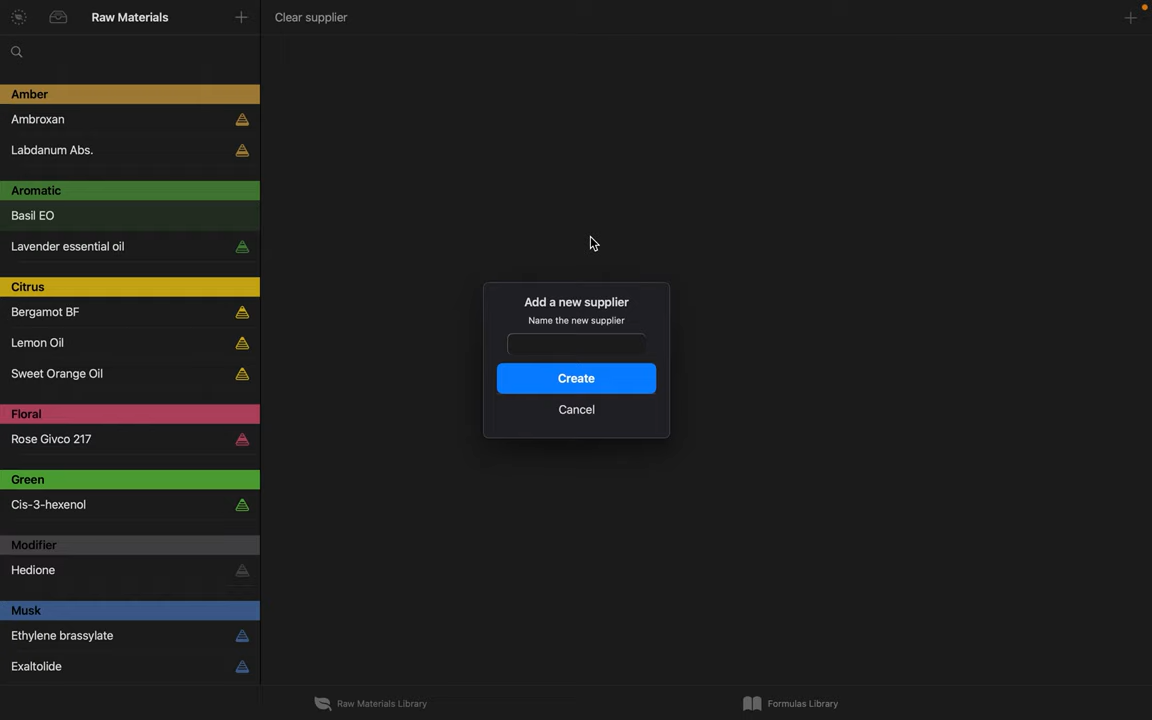 Raw Materials
Clear supplier
Amber
Ambroxan
Labdanum Abs.
Aromatic
Basil EO
Lavender essential oil
Citrus
Bergamot BF
Lemon Oil
Sweet Orange Oil
Floral
Rose Givco 217
Green
Cis-3-hexenol
Modifier
Hedione
Musk
Ethylene brassylate
Exaltolide
Add a new supplier
Name the new supplier
Create
Cancel
Raw Materials Library
Formulas Library